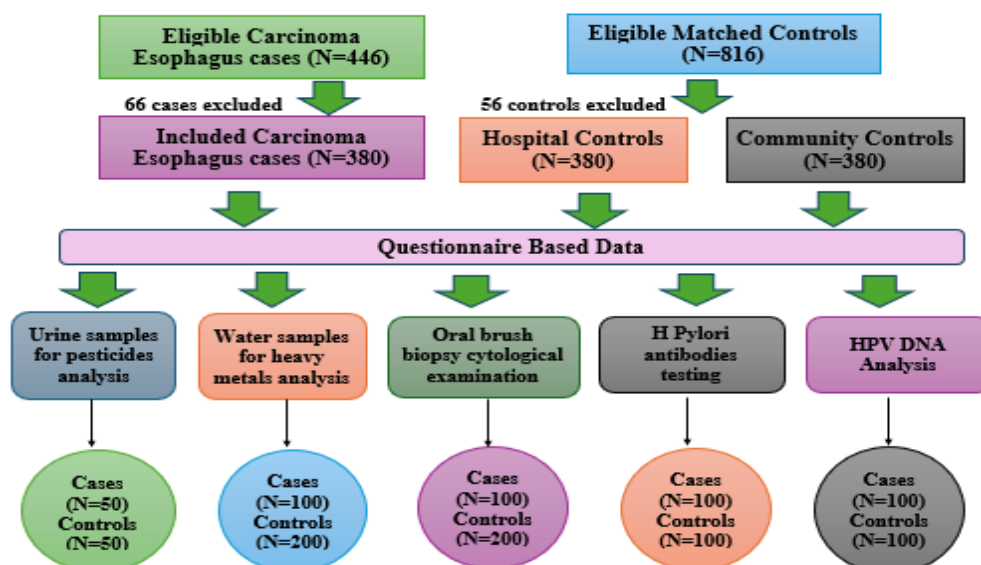 Eligible Carcinoma
Esophagus cases (N=446)
Eligible Matched Controls
(N=816)
66 cases excluded
56 controls excluded
Included Carcinoma
Esophagus cases (N=380)
Hospital Controls
(N=380)
Community Controls
(N=380)
Questionnaire Based Data
Urine samples
for pesticides
analysis
Water samples
for heavy
metals analysis
Oral brush
biopsy cytological
examination
H Pylori
antibodies
testing
HPV DNA
Analysis
Cases
(N=50)
Controls
(N=50)
Cases
(N=100)
Controls
(N=200)
Cases
(N=100)
Controls
(N=200)
Cases
(N=100)
Controls
(N=100)
Cases
(N=100)
Controls
(N=100)